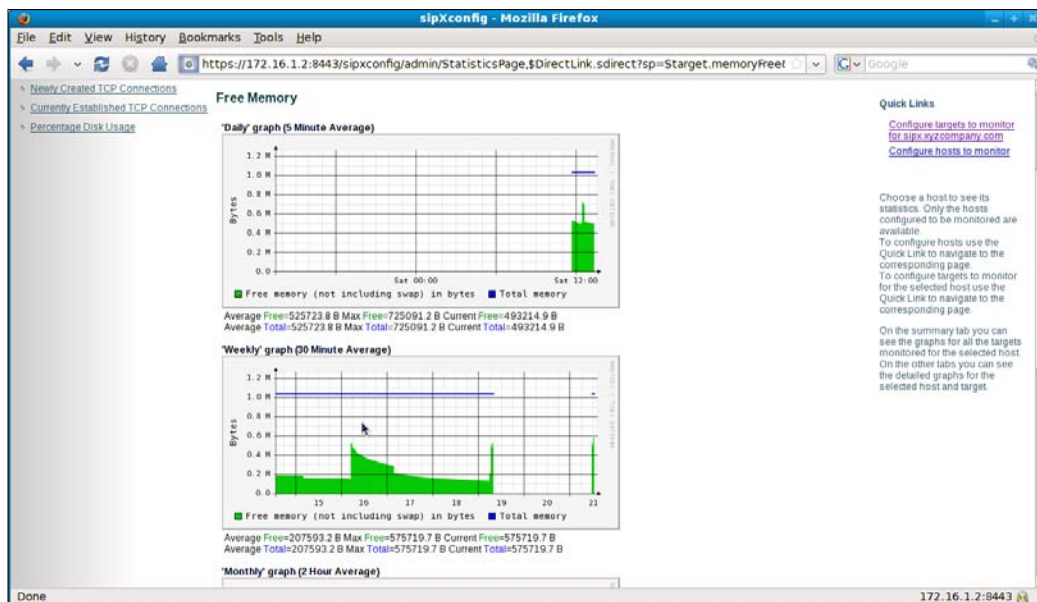 sipXconfig - Mozilla Firefox
File Edit View History Bookmarks Tools Help
https://172.16.1.2:8443/sipxconfig/admin/StatisticsPage,$DirectLink.sdirect?sp=Starget.memoryFree&
Google
Newly Created TCP Connections
Currently Established TCP Connections
Percentage Disk Usage
Free Memory
'Daily' graph (5 Minute Average)
1.2 M
1.0 M
0.8 M
0.6 M
0.4 M
0.2 M
0.0
Bytes
Sat 00:00 Sat 12:00
Free memory (not including swap) in bytes Total memory
Average Free=525723.8 B Max Free=725091.2 B Current Free=493214.9 B
Average Total=525723.8 B Max Total=725091.2 B Current Total=493214.9 B
'Weekly' graph (30 Minute Average)
1.2 M
1.0 M
0.8 M
0.6 M
0.4 M
0.2 M
0.0
Bytes
15 16 17 18 19 20 21
Free memory (not including swap) in bytes Total memory
Average Free=207593.2 B Max Free=575719.7 B Current Free=575719.7 B
Average Total=207593.2 B Max Total=575719.7 B Current Total=575719.7 B
'Monthly' graph (2 Hour Average)
Quick Links
Configure targets to monitor
for sipx.xyzcompany.com
Configure hosts to monitor
Choose a host to see its
statistics. Only the hosts
configured to be monitored are
available.
To configure hosts use the
Quick Link to navigate to the
corresponding page.
To configure targets to monitor
for the selected host use the
Quick Link to navigate to the
corresponding page.
On the summary tab you can
see the graphs for all the targets
monitored for the selected host.
On the other tabs you can see
the detailed graphs for the
selected host and target.
Done
172.16.1.2:8443